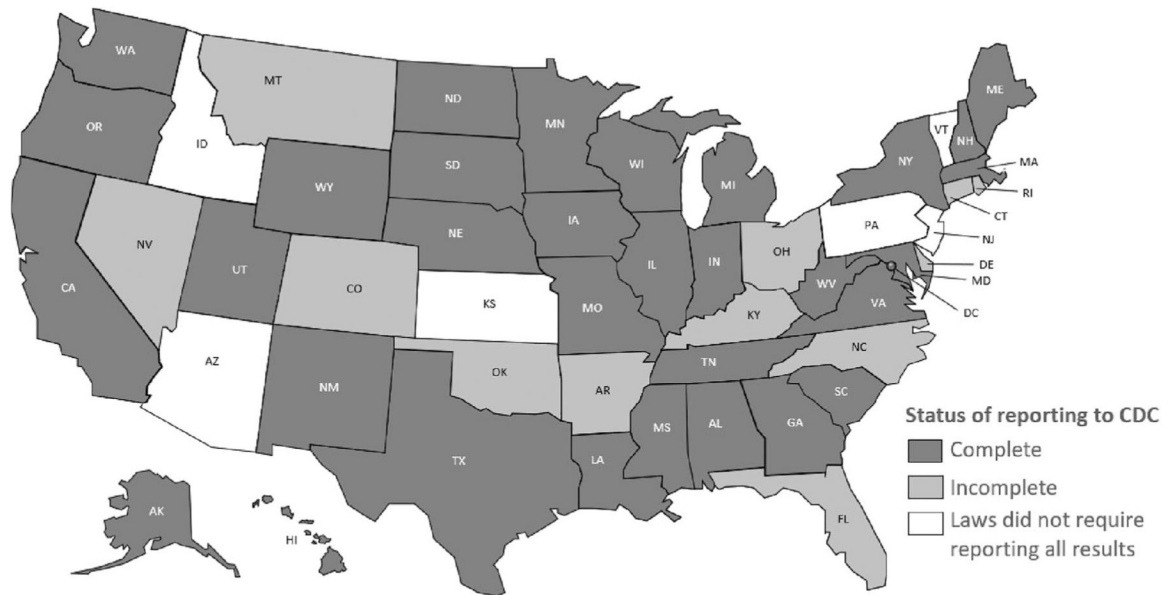 WA
MT
ND
MN
ME
OR
ID
SD
WI
VT
NH
NY
MA
RI
CT
WY
MI
IA
NE
PA
NJ
NV
UT
CO
IL
IN
OH
DE
MD
DC
CA
KS
MO
WV
VA
KY
AZ
NM
OK
AR
TN
NC
SC
MS
AL
GA
TX
LA
FL
AK
HI
Status of reporting to CDC
Complete
Incomplete
Laws did not require
reporting all results